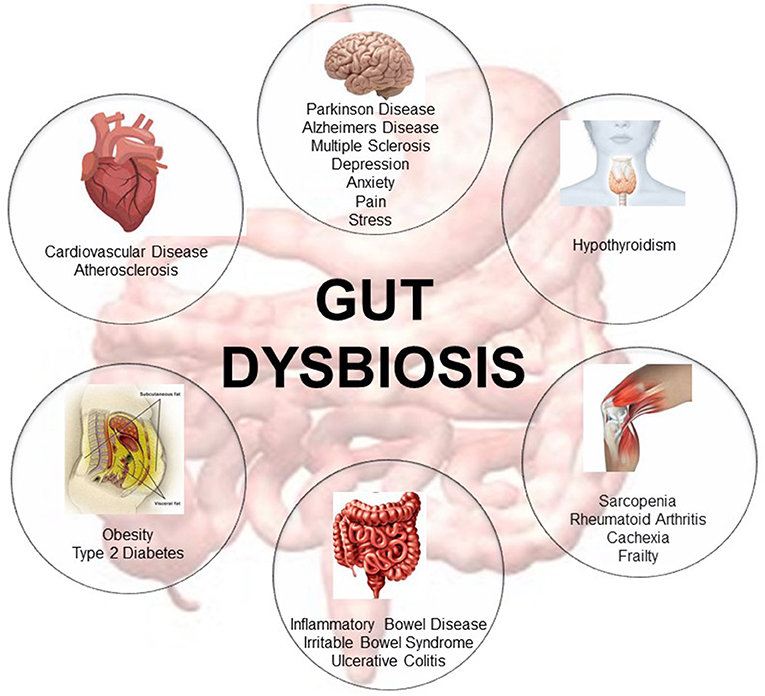 Parkinson Disease
Alzheimers Disease
Multiple Sclerosis
Depression
Anxiety
Pain
Stress
Cardiovascular Disease
Atherosclerosis
Hypothyroidism
GUT
DYSBIOSIS
Subcutaneous fat
Visceral fat
Obesity
Type 2 Diabetes
Sarcopenia
Rheumatoid Arthritis
Cachexia
Frailty
Inflammatory Bowel Disease
Irritable Bowel Syndrome
Ulcerative Colitis